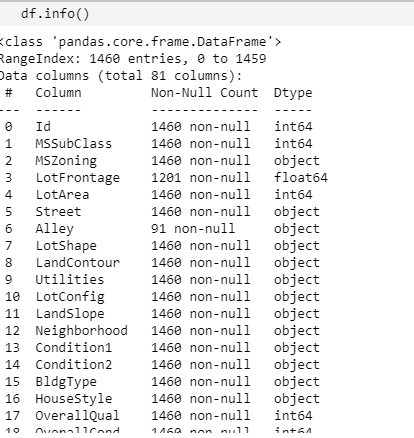 df.info()
<class 'pandas.core.frame.DataFrame'>
RangeIndex: 1460 entries, 0 to 1459
Data columns (total 81 columns):
 #   Column         Non-Null Count  Dtype
---  ------         --------------  -----
 0   Id             1460 non-null   int64
 1   MSSubClass     1460 non-null   int64
 2   MSZoning       1460 non-null   object
 3   LotFrontage    1201 non-null   float64
 4   LotArea        1460 non-null   int64
 5   Street         1460 non-null   object
 6   Alley          91 non-null     object
 7   LotShape       1460 non-null   object
 8   LandContour    1460 non-null   object
 9   Utilities      1460 non-null   object
 10  LotConfig      1460 non-null   object
 11  LandSlope      1460 non-null   object
 12  Neighborhood   1460 non-null   object
 13  Condition1     1460 non-null   object
 14  Condition2     1460 non-null   object
 15  BldgType       1460 non-null   object
 16  HouseStyle     1460 non-null   object
 17  OverallQual    1460 non-null   int64
 18  OverallCond    1460 non-null   int64